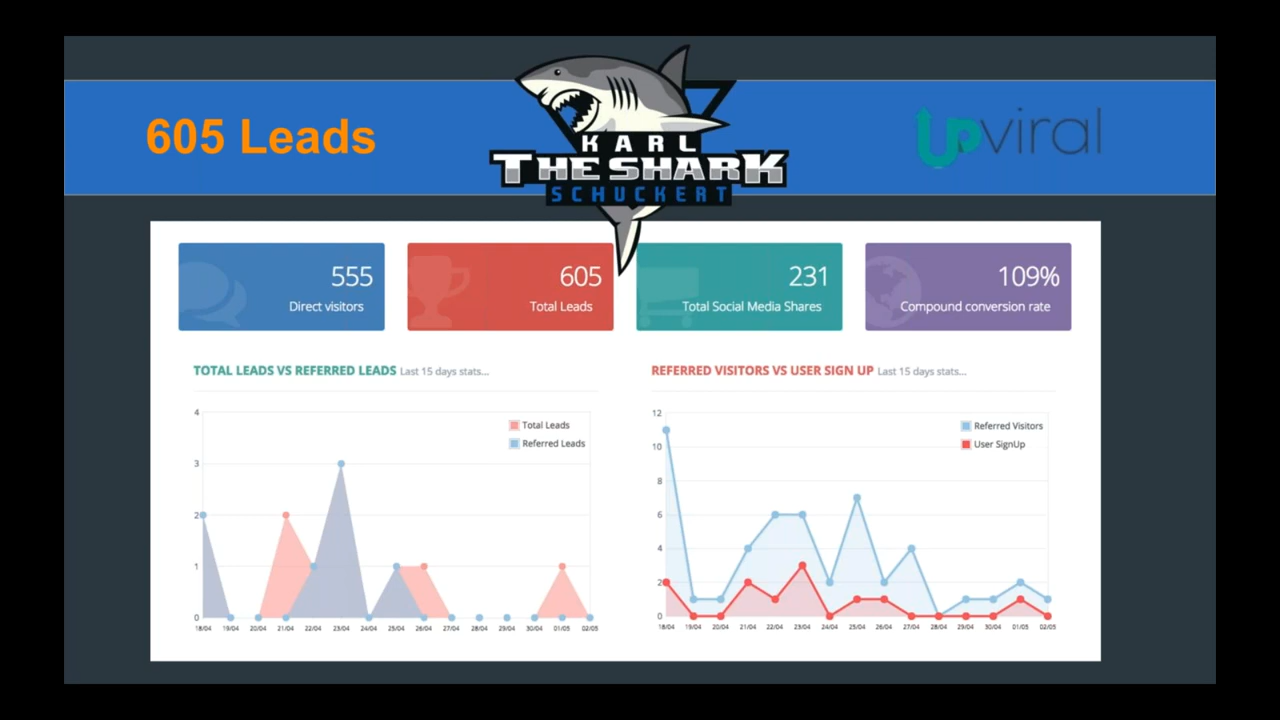 605 Leads
KARL
THE SHARK
SCHUCKERT
Upviral
555
Direct visitors
605
Total Leads
231
Total Social Media Shares
109%
Compound conversion rate
TOTAL LEADS VS REFERRED LEADS Last 15 days stats...
4
3
2
1
0
Total Leads
Referred Leads
18/04 19/04 20/04 21/04 22/04 23/04 24/04 25/04 26/04 27/04 28/04 29/04 30/04 01/05 02/05
REFERRED VISITORS VS USER SIGN UP Last 15 days stats...
12
10
8
6
4
2
0
Referred Visitors
User SignUp
18/04 19/04 20/04 21/04 22/04 23/04 24/04 25/04 26/04 27/04 28/04 29/04 30/04 01/05 02/05